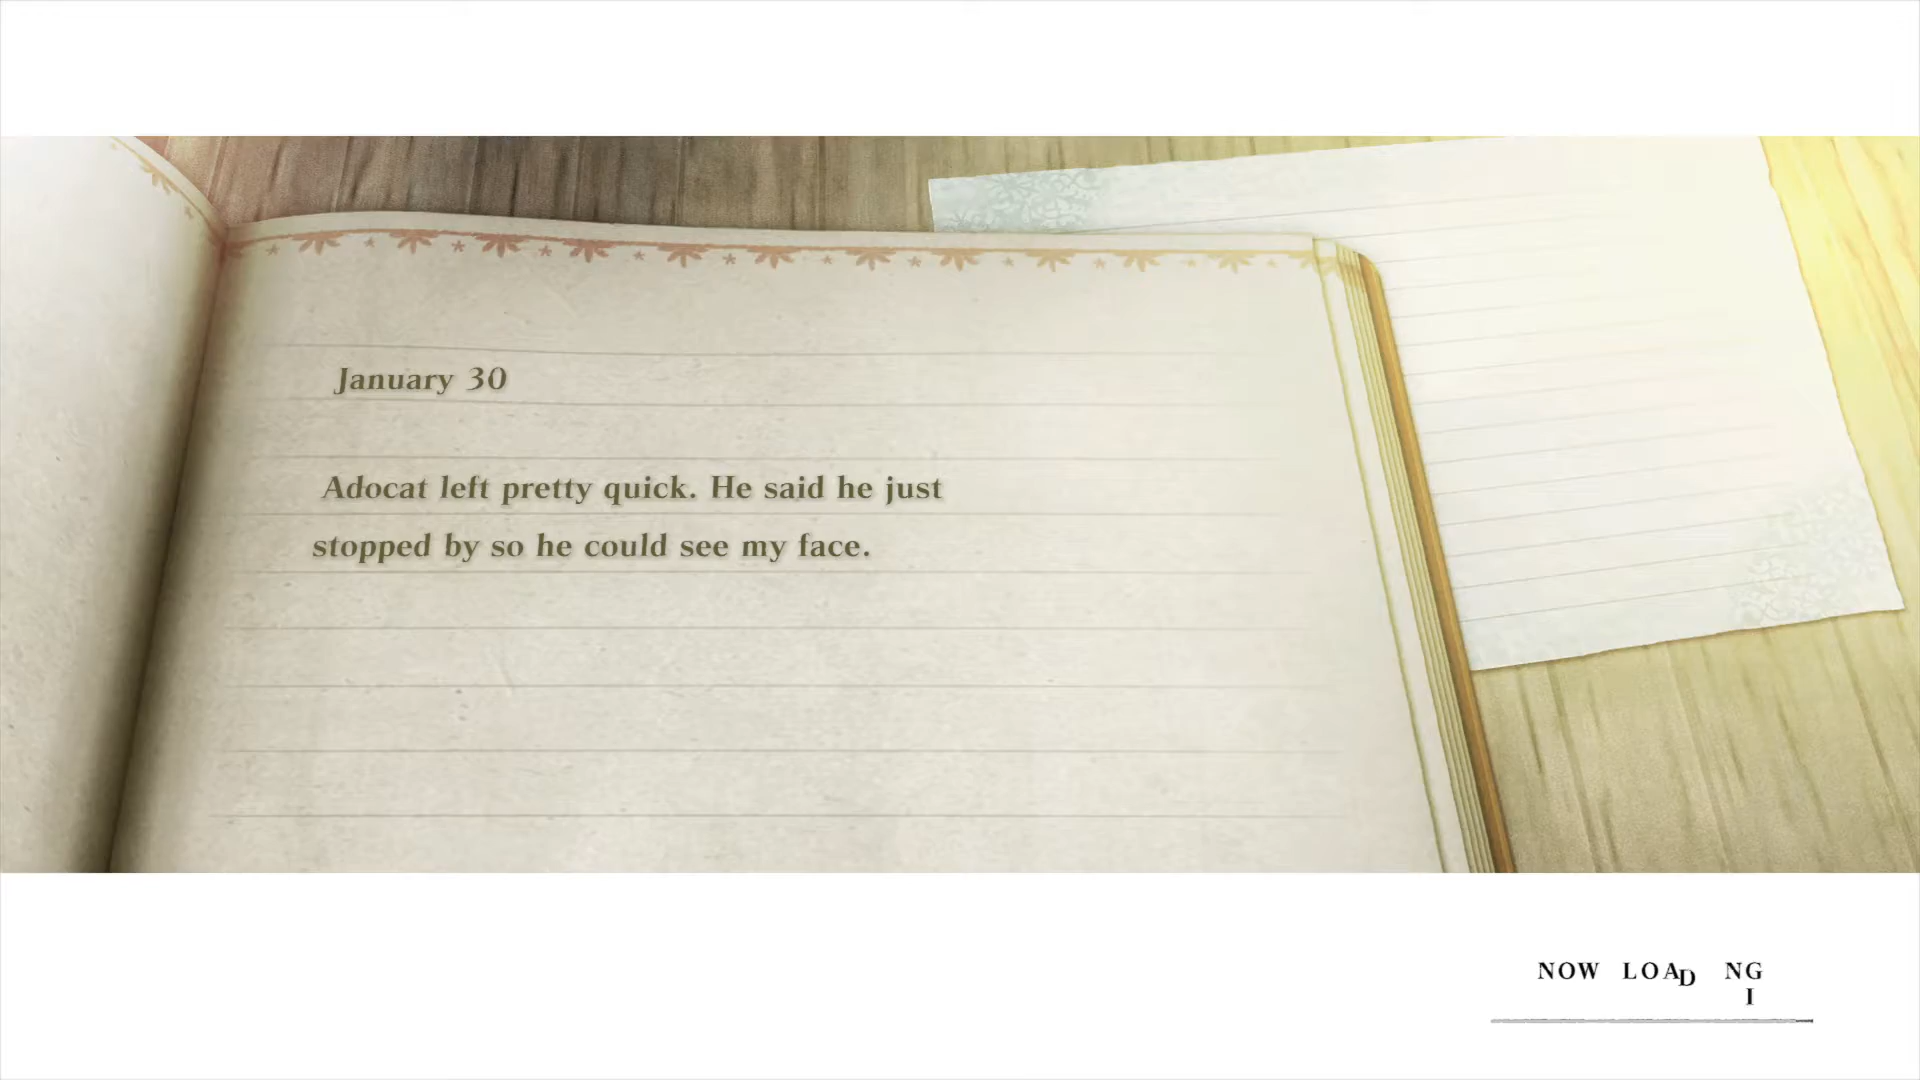 January 30
Adocat left pretty quick. He said he just
stopped by so he could see my face.
NOW LOADING